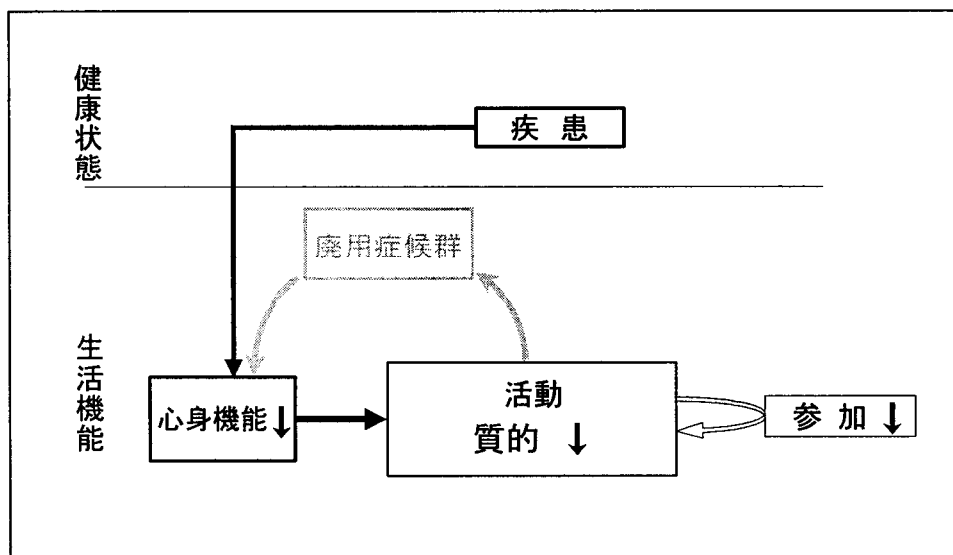 健康状態
疾患
廃用症候群
生活機能
心身機能↓
活動
質的 ↓
参加↓